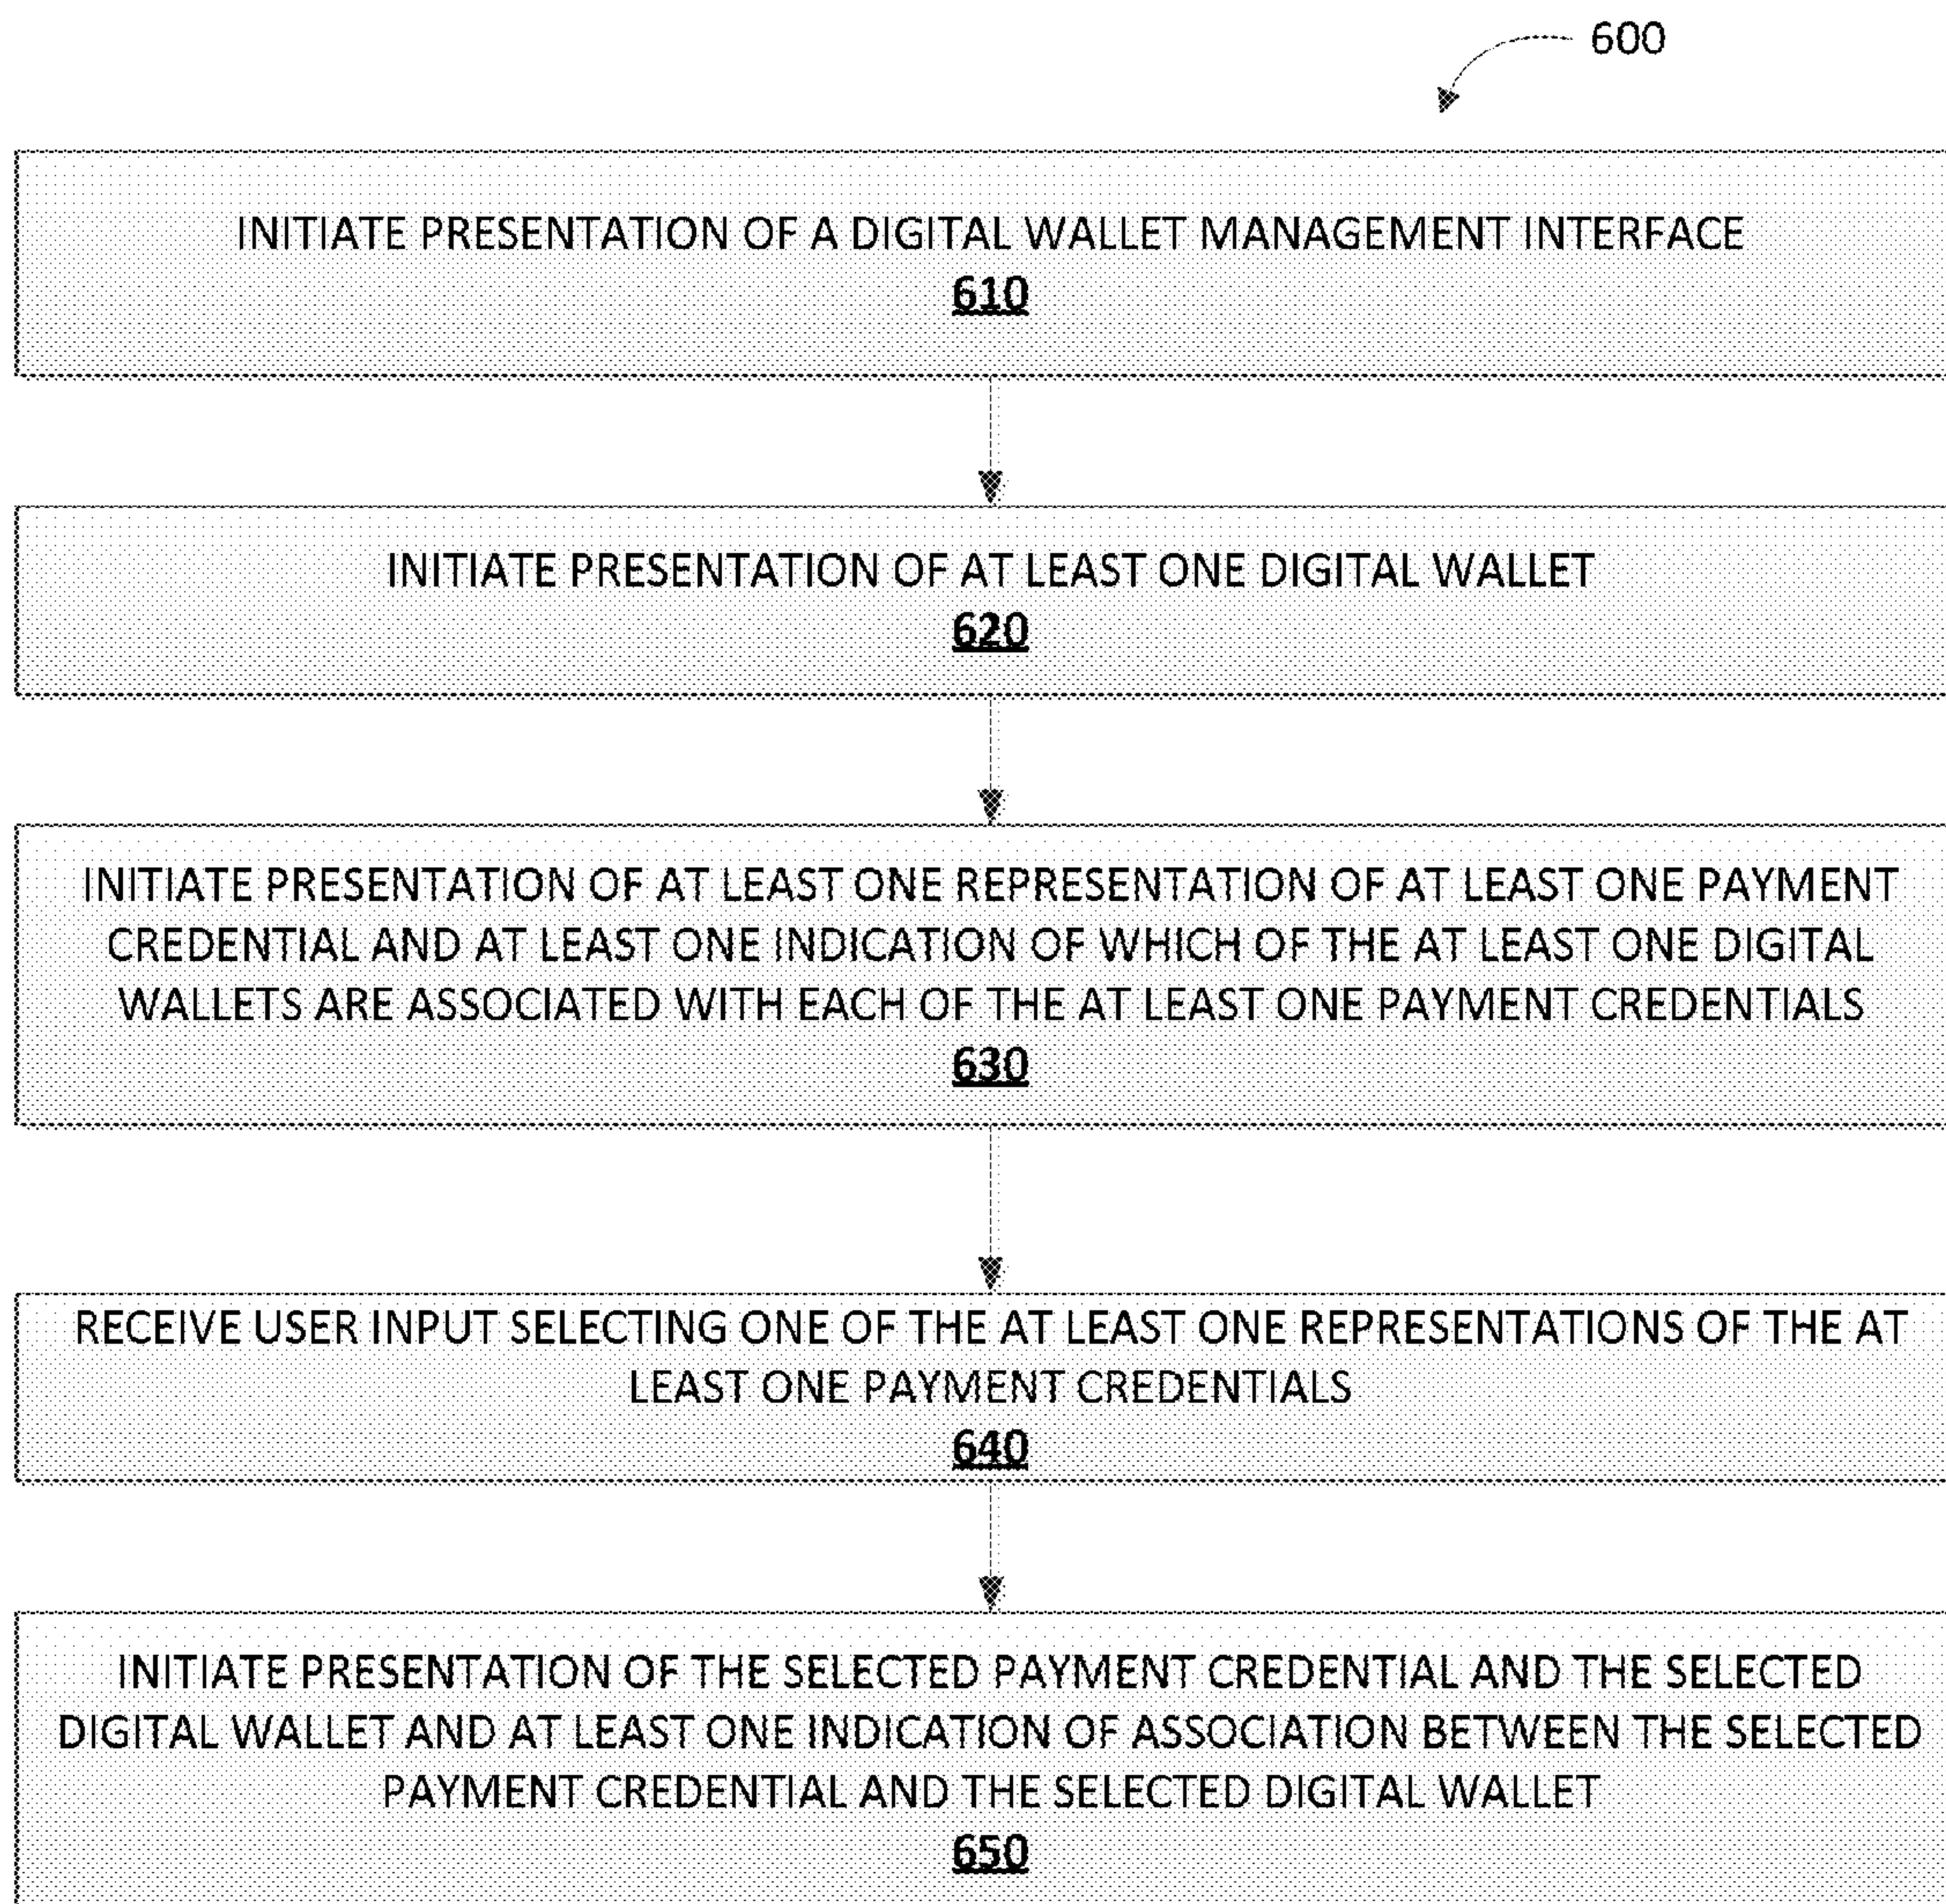 600
INITIATE PRESENTATION OF A DIGITAL WALLET MANAGEMENT INTERFACE
610
INITIATE PRESENTATION OF AT LEAST ONE DIGITAL WALLET
620
INITIATE PRESENTATION OF AT LEAST ONE REPRESENTATION OF AT LEAST ONE PAYMENT
CREDENTIAL AND AT LEAST ONE INDICATION OF WHICH OF THE AT LEAST ONE DIGITAL
WALLETS ARE ASSOCIATED WITH EACH OF THE AT LEAST ONE PAYMENT CREDENTIALS
630
RECEIVE USER INPUT SELECTING ONE OF THE AT LEAST ONE REPRESENTATIONS OF THE AT
LEAST ONE PAYMENT CREDENTIALS
640
INITIATE PRESENTATION OF THE SELECTED PAYMENT CREDENTIAL AND THE SELECTED
DIGITAL WALLET AND AT LEAST ONE INDICATION OF ASSOCIATION BETWEEN THE SELECTED
PAYMENT CREDENTIAL AND THE SELECTED DIGITAL WALLET
650